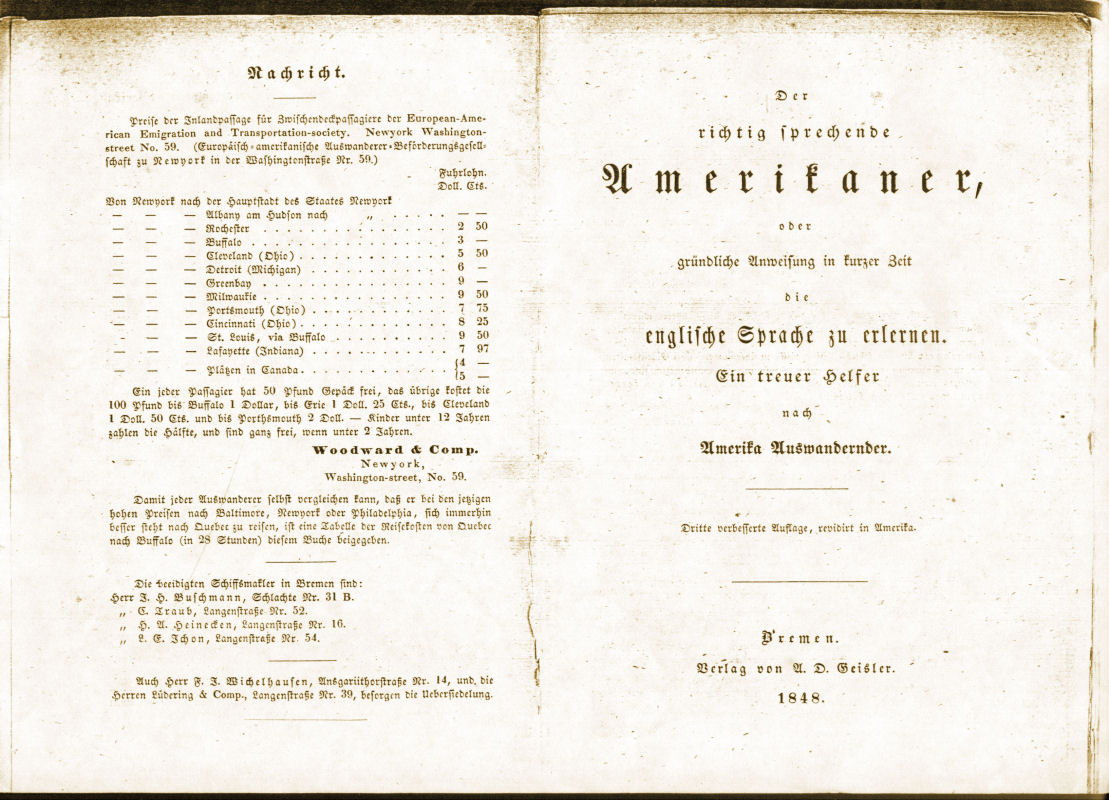 Nachricht.
Preise der Inlandpassage für Zwischendeckpassagiere der European-Ame-
rican Emigration and Transportation-society. Newyork Washington-
street No. 59. (Europäisch-amerikanische Auswanderer-Beförderungsgesell-
schaft zu Newyork in der Washingtonstraße Nr. 59.)
Fuhrlohn.
Doll. Cts.
Von Newyork nach der Hauptstadt des Staates Newyork
— — — Albany am Hudson nach „ . . . . . — —
— — — Rochester . . . . . . . . . . . . . . 2 50
— — — Buffalo . . . . . . . . . . . . . . . 3 —
— — — Cleveland (Ohio) . . . . . . . . . . . 5 50
— — — Detroit (Michigan) . . . . . . . . . . 6 —
— — — Greenbay . . . . . . . . . . . . . . 9 —
— — — Milwaukie . . . . . . . . . . . . . . 9 50
— — — Portsmouth (Ohio) . . . . . . . . . . 7 75
— — — Cincinnati (Ohio) . . . . . . . . . . . 8 25
— — — St. Louis, via Buffalo . . . . . . . . . 9 50
— — — Lafayette (Indiana) . . . . . . . . . . 7 97
— — — Plätzen in Canada . . . . . . . . . . . {4 —
{5 —
Ein jeder Passagier hat 50 Pfund Gepäck frei, das übrige kostet die
100 Pfund bis Buffalo 1 Dollar, bis Erie 1 Doll. 25 Cts., bis Cleveland
1 Doll. 50 Cts. und bis Porthsmouth 2 Doll. — Kinder unter 12 Jahren
zahlen die Hälfte, und sind ganz frei, wenn unter 2 Jahren.
Woodward & Comp.
Newyork,
Washington-street, No. 59.
Damit jeder Auswanderer selbst vergleichen kann, daß er bei den jetzigen
hohen Preisen nach Baltimore, Newyork oder Philadelphia, sich immerhin
besser steht nach Quebec zu reisen, ist eine Tabelle der Reisekosten von Quebec
nach Buffalo (in 28 Stunden) diesem Buche beigegeben.
Die beeidigten Schiffsmakler in Bremen sind:
Herr J. H. Buschmann, Schlachte Nr. 31 B.
„ C. Traub, Langenstraße Nr. 52.
„ H. A. Heinecken, Langenstraße Nr. 16.
„ L. E. Ichon, Langenstraße Nr. 54.
Auch Herr F. J. Wichelhausen, Ansgariithorstraße Nr. 14, und die
Herren Lüdering & Comp., Langenstraße Nr. 39, besorgen die Uebersiedelung.
Der
richtig sprechende
Amerikaner,
oder
gründliche Anweisung in kurzer Zeit
die
englische Sprache zu erlernen.
Ein treuer Helfer
nach
Amerika Auswandernder.
Dritte verbesserte Auflage, revidirt in Amerika.
Bremen.
Verlag von A. D. Geisler.
1848.